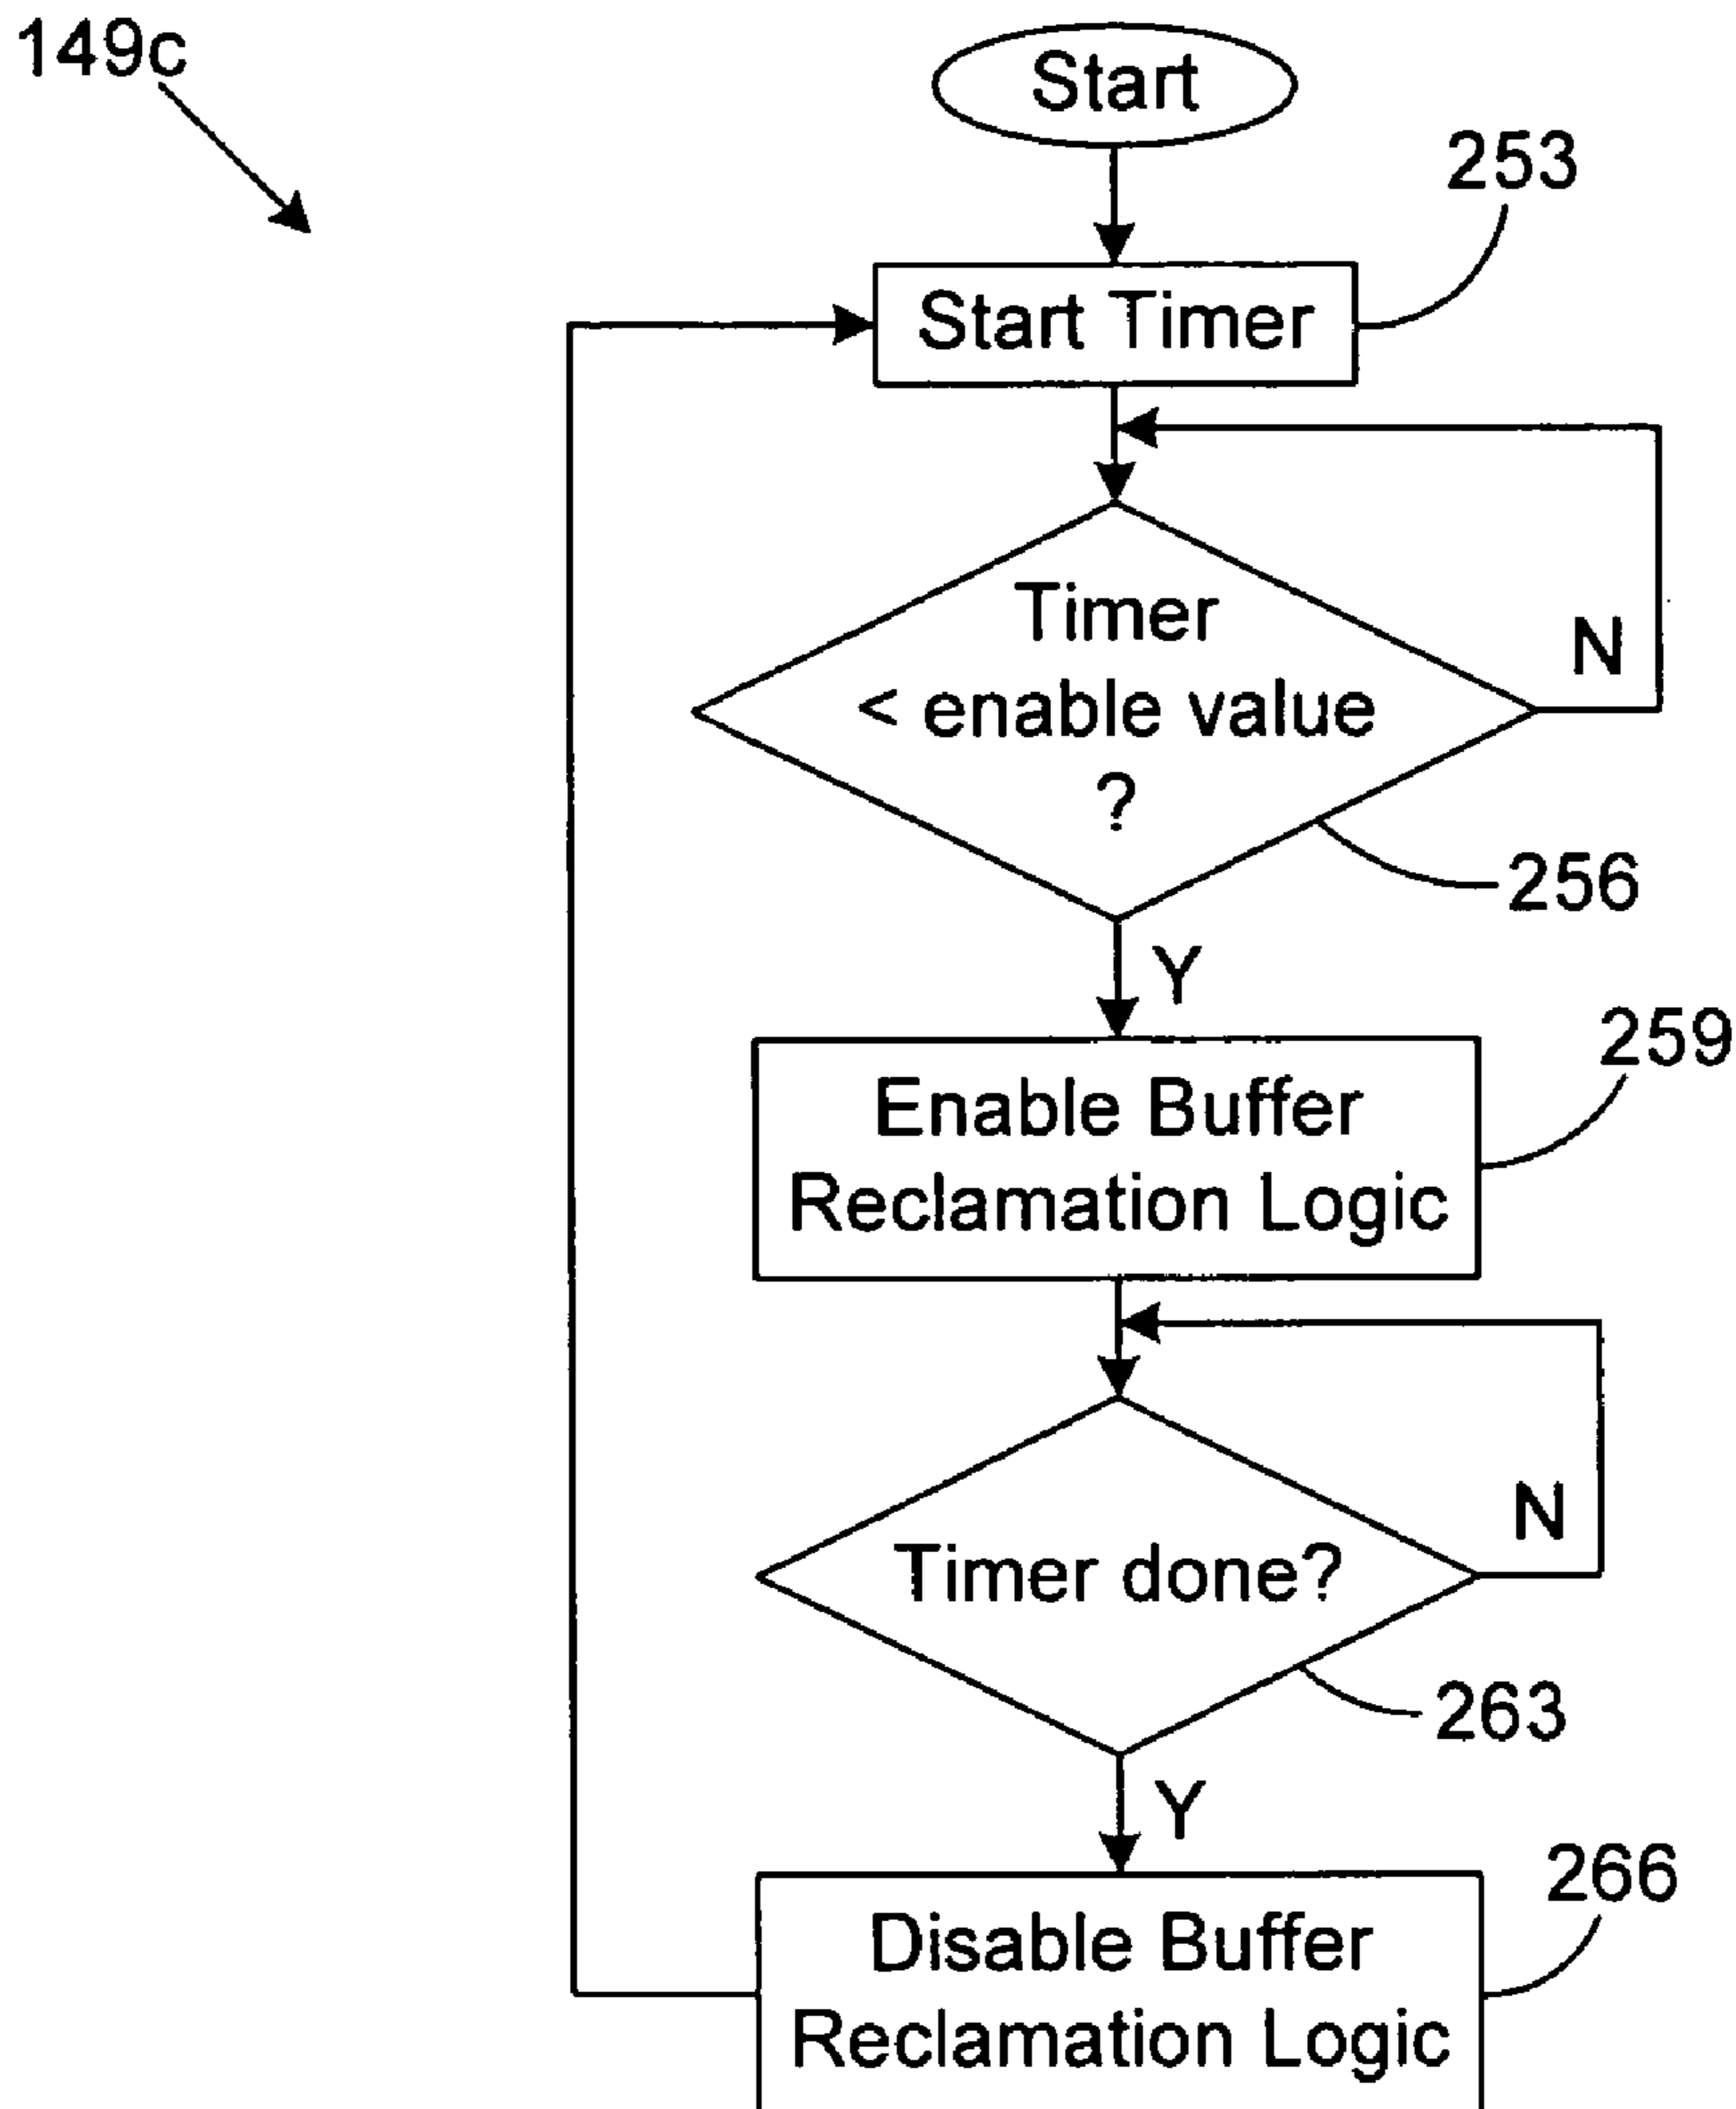 149c
Start
253
Start Timer
Timer
< enable value
?
N
256
Y
259
Enable Buffer
Reclamation Logic
Timer done?
N
263
Y
266
Disable Buffer
Reclamation Logic